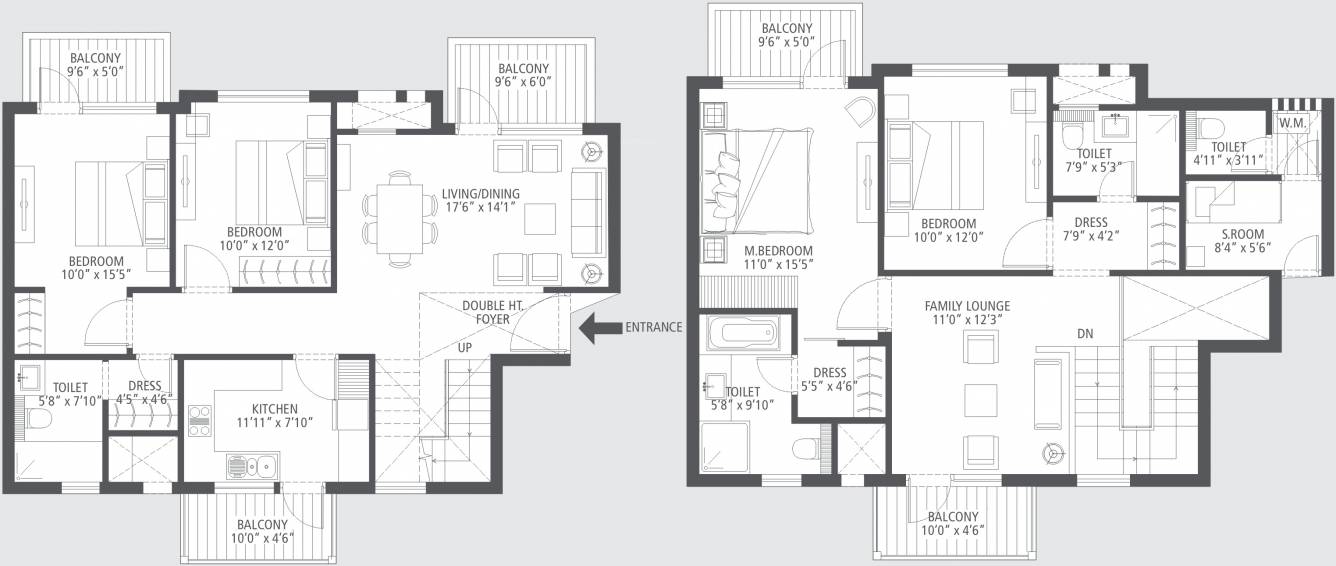 BALCONY
9'6" x 5'0"
BALCONY
9'6" x 6'0"
LIVING/DINING
17'6" x 14'1"
BEDROOM
10'0" x 12'0"
BEDROOM
10'0" x 15'5"
DOUBLE HT.
FOYER
ENTRANCE
UP
TOILET
5'8" x 7'10"
DRESS
4'5" x 4'6"
KITCHEN
11'11" x 7'10"
BALCONY
10'0" x 4'6"
BALCONY
9'6" x 5'0"
W.M.
TOILET
7'9" x 5'3"
TOILET
4'11" x 3'11"
BEDROOM
10'0" x 12'0"
DRESS
7'9" x 4'2"
S.ROOM
8'4" x 5'6"
M.BEDROOM
11'0" x 15'5"
FAMILY LOUNGE
11'0" x 12'3"
DN
DRESS
5'5" x 4'6"
TOILET
5'8" x 9'10"
BALCONY
10'0" x 4'6"